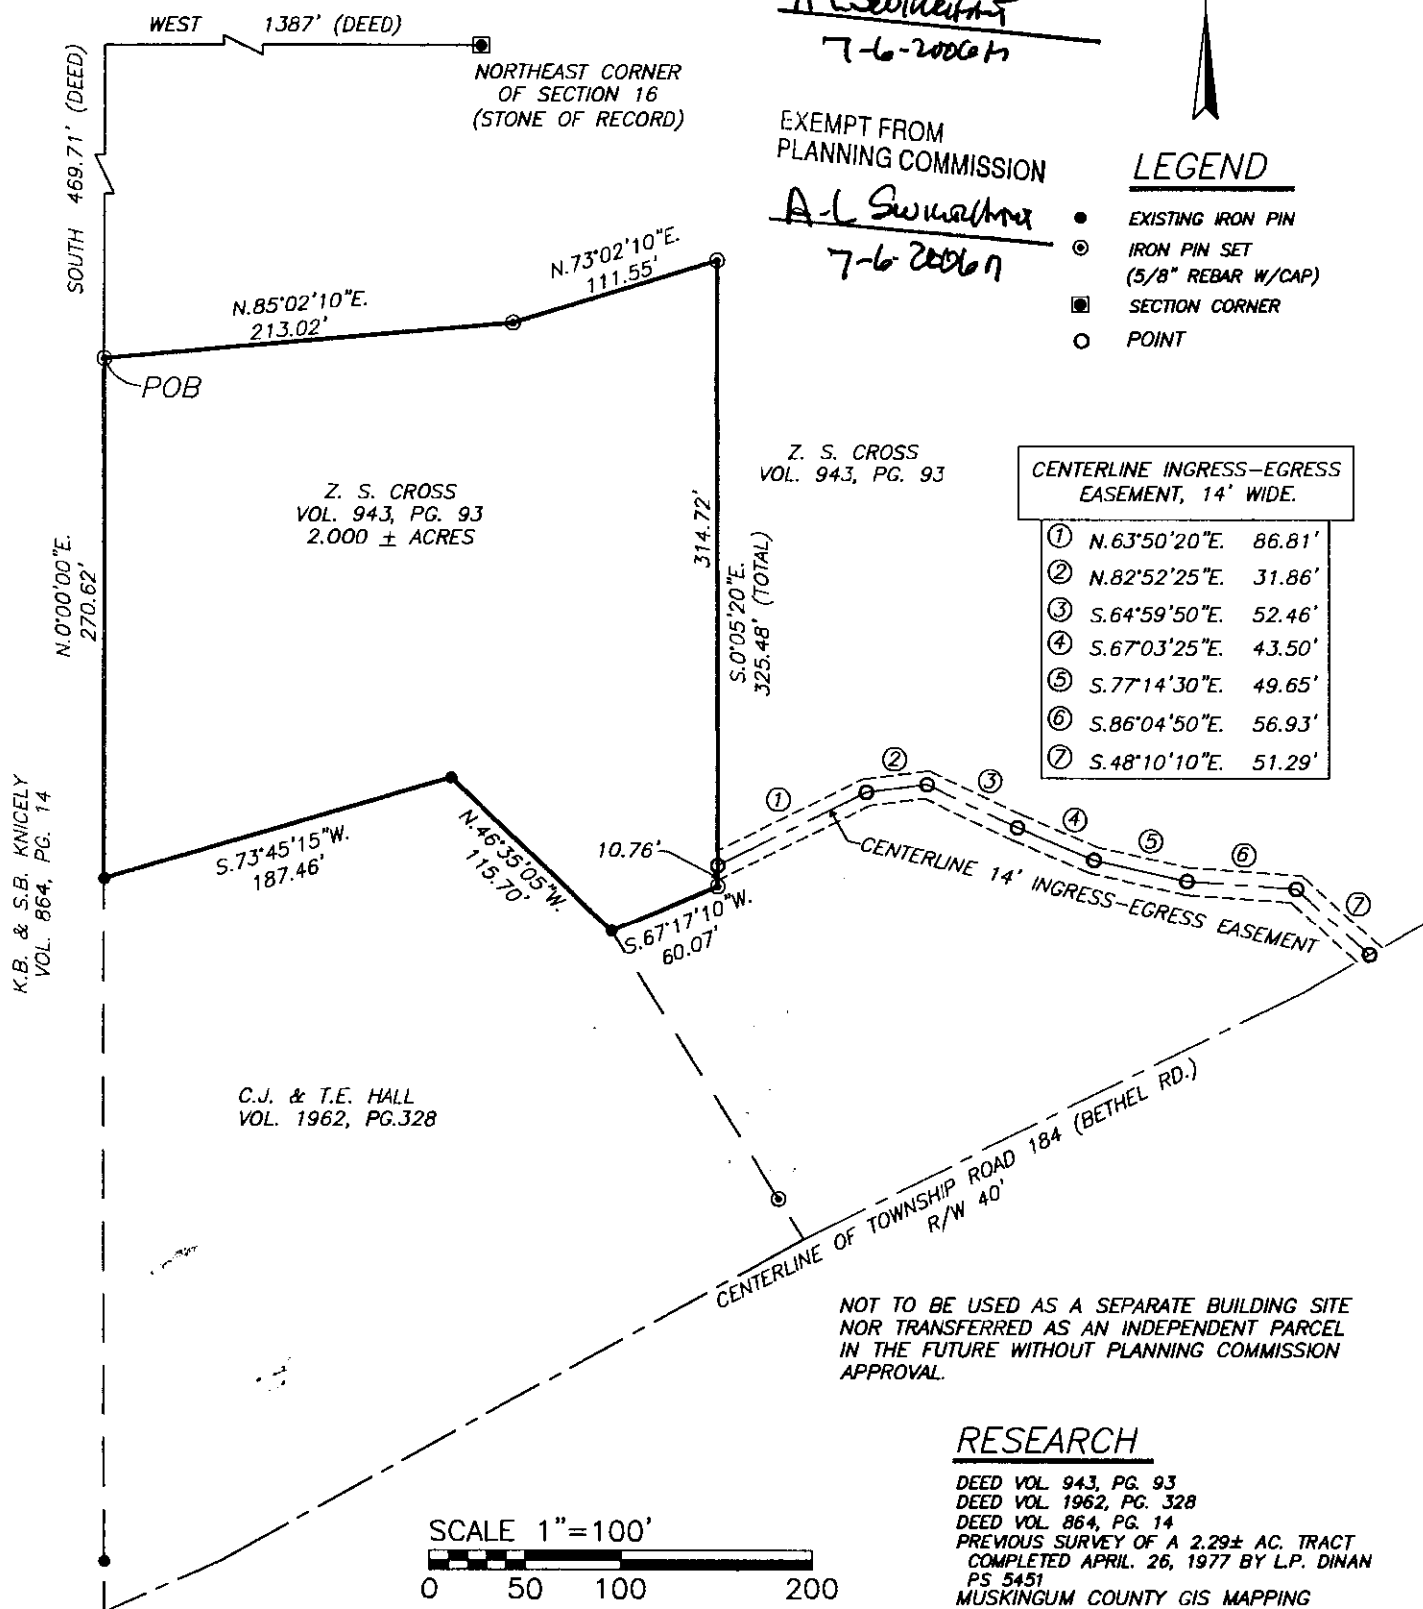 WEST 1387' (DEED)
SOUTH 469.71' (DEED)
NORTHEAST CORNER
OF SECTION 16
(STONE OF RECORD)
7-6-2006
EXEMPT FROM
PLANNING COMMISSION
A-L
7-6-2006
LEGEND
EXISTING IRON PIN
IRON PIN SET
(5/8" REBAR W/CAP)
SECTION CORNER
POINT
N.85°02'10"E.
213.02'
N.73°02'10"E.
111.55'
POB
Z. S. CROSS
VOL. 943, PG. 93
2.000 ± ACRES
Z. S. CROSS
VOL. 943, PG. 93
N.0°00'00"E.
270.62'
314.72'
S.0°05'20"E.
325.48' (TOTAL)
CENTERLINE INGRESS-EGRESS
EASEMENT, 14' WIDE.
① N.63°50'20"E. 86.81'
② N.82°52'25"E. 31.86'
③ S.64°59'50"E. 52.46'
④ S.67°03'25"E. 43.50'
⑤ S.77°14'30"E. 49.65'
⑥ S.86°04'50"E. 56.93'
⑦ S.48°10'10"E. 51.29'
K.B. & S.B. KNICELY
VOL. 864, PG. 14
S.73°45'15"W.
187.46'
N.46°35'05"W.
115.70'
S.67°17'10"W.
60.07'
10.76'
① ② ③ ④ ⑤ ⑥ ⑦
CENTERLINE 14' INGRESS-EGRESS EASEMENT
C.J. & T.E. HALL
VOL. 1962, PG.328
CENTERLINE OF TOWNSHIP ROAD 184 (BETHEL RD.)
R/W 40'
NOT TO BE USED AS A SEPARATE BUILDING SITE
NOR TRANSFERRED AS AN INDEPENDENT PARCEL
IN THE FUTURE WITHOUT PLANNING COMMISSION
APPROVAL.
RESEARCH
DEED VOL. 943, PG. 93
DEED VOL. 1962, PG. 328
DEED VOL. 864, PG. 14
PREVIOUS SURVEY OF A 2.29± AC. TRACT
COMPLETED APRIL. 26, 1977 BY L.P. DINAN
PS 5451
MUSKINGUM COUNTY GIS MAPPING
SCALE 1"=100'
0 50 100 200